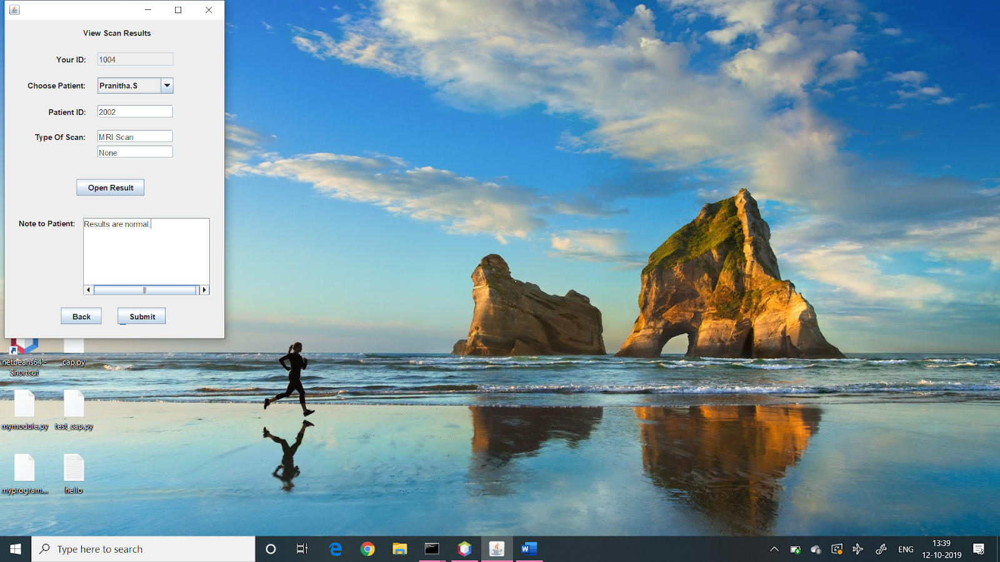 View Scan Results
Your ID: 1004
Choose Patient: Pranitha.S
Patient ID: 2002
Type Of Scan: MRI Scan
None
Open Result
Note to Patient: Results are normal.
Back Submit
netbeans64 -
Shortcut
cap.py
mymodule.py
test_cap.py
myprogram....
hello
Type here to search
W
ENG
13:39
12-10-2019